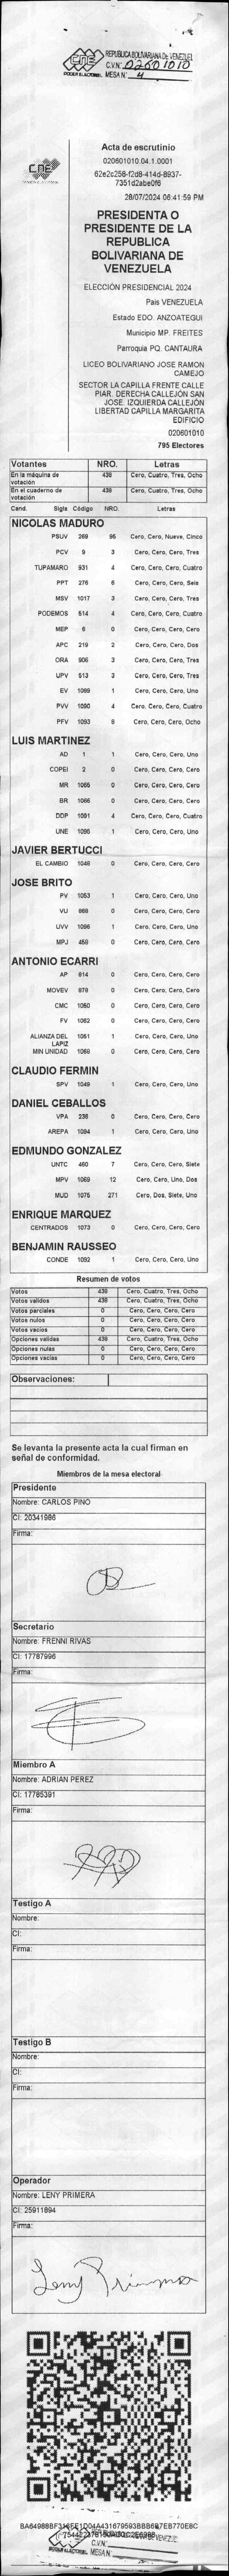 REPUBLICA BOLIVARIANA DE VENEZUEL
CNE
C.V.N° 02601010
PODER ELECTORAL MESA N° 4
Acta de escrutinio
020601010.04.1.0001
62e2c258-f2d8-414d-8937-
7351d2abe0f6
28/07/2024 06:41:59 PM
CNE
PRESIDENTA O
PRESIDENTE DE LA
REPUBLICA
BOLIVARIANA DE
VENEZUELA
ELECCIÓN PRESIDENCIAL 2024
Pais VENEZUELA
Estado EDO. ANZOATEGUI
Municipio MP. FREITES
Parroquia PQ. CANTAURA
LICEO BOLIVARIANO JOSE RAMON
CAMEJO
SECTOR LA CAPILLA FRENTE CALLE
PIAR. DERECHA CALLEJÓN SAN
JOSE. IZQUIERDA CALLEJÓN
LIBERTAD CAPILLA MARGARITA
EDIFICIO
020601010
795 Electores
Votantes NRO. Letras
En la máquina de votación 438 Cero, Cuatro, Tres, Ocho
En el cuaderno de votación 438 Cero, Cuatro, Tres, Ocho
Cand. Sigla Código NRO. Letras
NICOLAS MADURO
PSUV 269 95 Cero, Cero, Nueve, Cinco
PCV 9 3 Cero, Cero, Cero, Tres
TUPAMARO 931 4 Cero, Cero, Cero, Cuatro
PPT 276 6 Cero, Cero, Cero, Seis
MSV 1017 3 Cero, Cero, Cero, Tres
PODEMOS 514 4 Cero, Cero, Cero, Cuatro
MEP 6 0 Cero, Cero, Cero, Cero
APC 219 2 Cero, Cero, Cero, Dos
ORA 906 3 Cero, Cero, Cero, Tres
UPV 513 3 Cero, Cero, Cero, Tres
EV 1089 1 Cero, Cero, Cero, Uno
PVV 1090 4 Cero, Cero, Cero, Cuatro
PFV 1093 8 Cero, Cero, Cero, Ocho
LUIS MARTINEZ
AD 1 1 Cero, Cero, Cero, Uno
COPEI 2 0 Cero, Cero, Cero, Cero
MR 1065 0 Cero, Cero, Cero, Cero
BR 1066 0 Cero, Cero, Cero, Cero
DDP 1091 4 Cero, Cero, Cero, Cuatro
UNE 1095 1 Cero, Cero, Cero, Uno
JAVIER BERTUCCI
EL CAMBIO 1046 0 Cero, Cero, Cero, Cero
JOSE BRITO
PV 1053 1 Cero, Cero, Cero, Uno
VU 868 0 Cero, Cero, Cero, Cero
UVV 1096 1 Cero, Cero, Cero, Uno
MPJ 458 0 Cero, Cero, Cero, Cero
ANTONIO ECARRI
AP 814 0 Cero, Cero, Cero, Cero
MOVEV 878 0 Cero, Cero, Cero, Cero
CMC 1050 0 Cero, Cero, Cero, Cero
FV 1062 0 Cero, Cero, Cero, Cero
ALIANZA DEL LAPIZ 1051 1 Cero, Cero, Cero, Uno
MIN UNIDAD 1068 0 Cero, Cero, Cero, Cero
CLAUDIO FERMIN
SPV 1049 1 Cero, Cero, Cero, Uno
DANIEL CEBALLOS
VPA 236 0 Cero, Cero, Cero, Cero
AREPA 1094 1 Cero, Cero, Cero, Uno
EDMUNDO GONZALEZ
UNTC 460 7 Cero, Cero, Cero, Siete
MPV 1069 12 Cero, Cero, Uno, Dos
MUD 1075 271 Cero, Dos, Siete, Uno
ENRIQUE MARQUEZ
CENTRADOS 1073 0 Cero, Cero, Cero, Cero
BENJAMIN RAUSSEO
CONDE 1092 1 Cero, Cero, Cero, Uno
Resumen de votos
Votos 438 Cero, Cuatro, Tres, Ocho
Votos validos 438 Cero, Cuatro, Tres, Ocho
Votos parciales 0 Cero, Cero, Cero, Cero
Votos nulos 0 Cero, Cero, Cero, Cero
Votos vacios 0 Cero, Cero, Cero, Cero
Opciones validas 438 Cero, Cuatro, Tres, Ocho
Opciones nulas 0 Cero, Cero, Cero, Cero
Opciones vacias 0 Cero, Cero, Cero, Cero
Observaciones:
Se levanta la presente acta la cual firman en
señal de conformidad.
Miembros de la mesa electoral
Presidente
Nombre: CARLOS PINO
CI: 20341986
Firma:
Secretario
Nombre: FRENNI RIVAS
CI: 17787996
Firma:
Miembro A
Nombre: ADRIAN PEREZ
CI: 17785391
Firma:
Testigo A
Nombre:
CI:
Firma:
Testigo B
Nombre:
CI:
Firma:
Operador
Nombre: LENY PRIMERA
CI: 25911894
Firma:
Leny Primera
C.V.N°
PODER ELECTORAL MESA N°